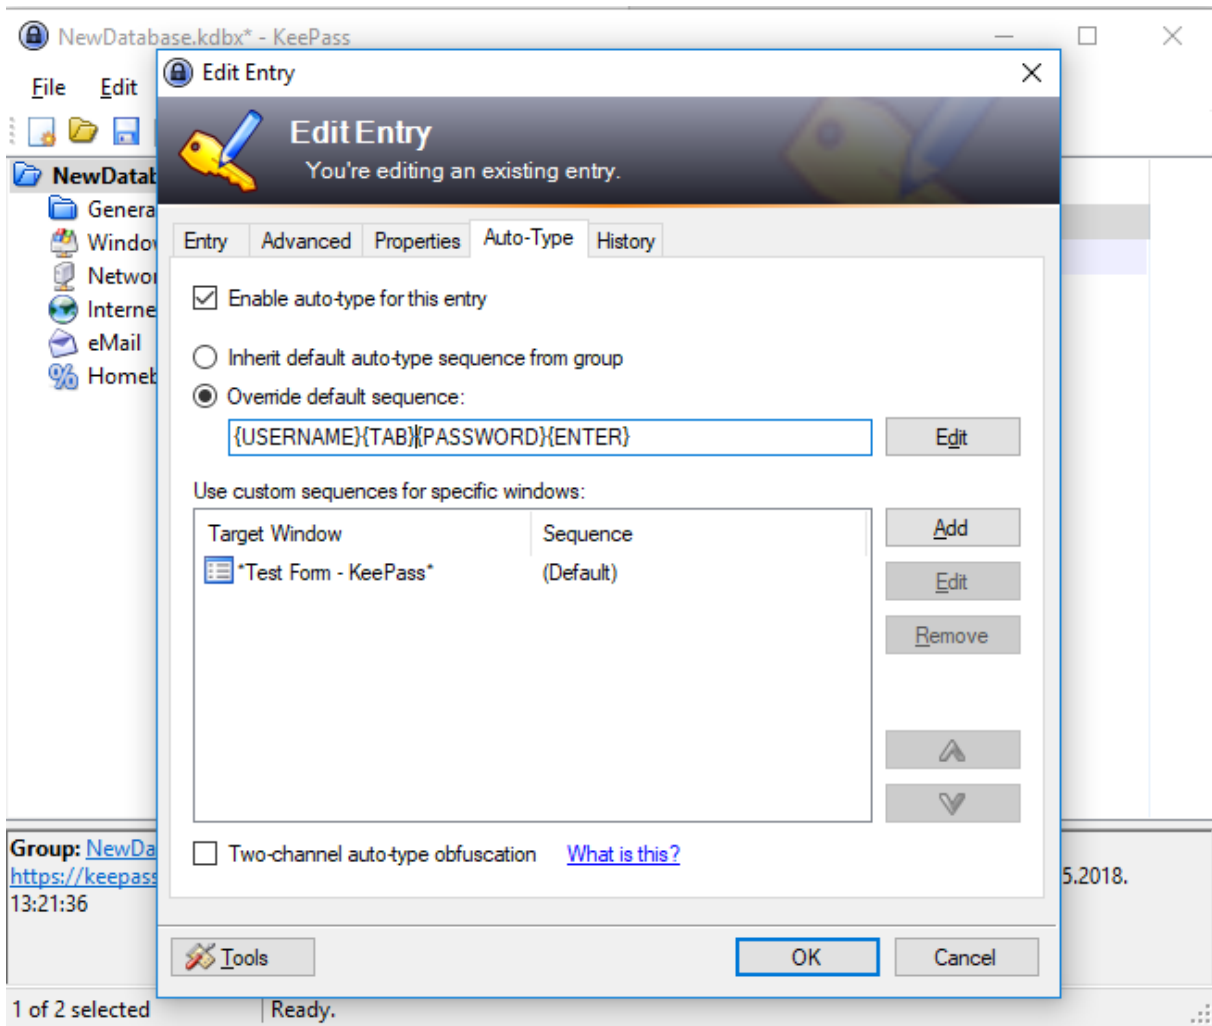 NewDatabase.kdbx* - KeePass
File Edit
Edit Entry
Edit Entry
You're editing an existing entry.
NewDatab
Genera
Windo
Networ
Interne
eMail
Homeb
Entry Advanced Properties Auto-Type History
Enable auto-type for this entry
Inherit default auto-type sequence from group
Override default sequence:
{USERNAME}{TAB}{PASSWORD}{ENTER} Edit
Use custom sequences for specific windows:
Target Window Sequence
*Test Form - KeePass* (Default)
Add
Edit
Remove
Two-channel auto-type obfuscation What is this?
Group: NewDa
https://keepass 5.2018.
13:21:36
Tools OK Cancel
1 of 2 selected Ready.